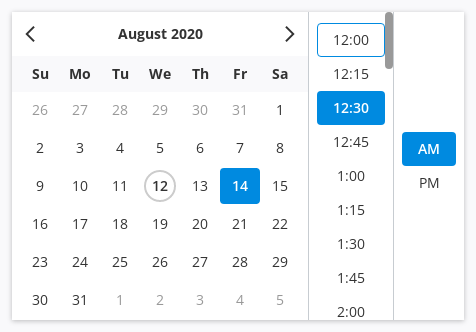 August 2020
Su Mo Tu We Th Fr Sa
26 27 28 29 30 31 1
2 3 4 5 6 7 8
9 10 11 12 13 14 15
16 17 18 19 20 21 22
23 24 25 26 27 28 29
30 31 1 2 3 4 5
12:00
12:15
12:30
12:45
1:00
1:15
1:30
1:45
2:00
AM
PM